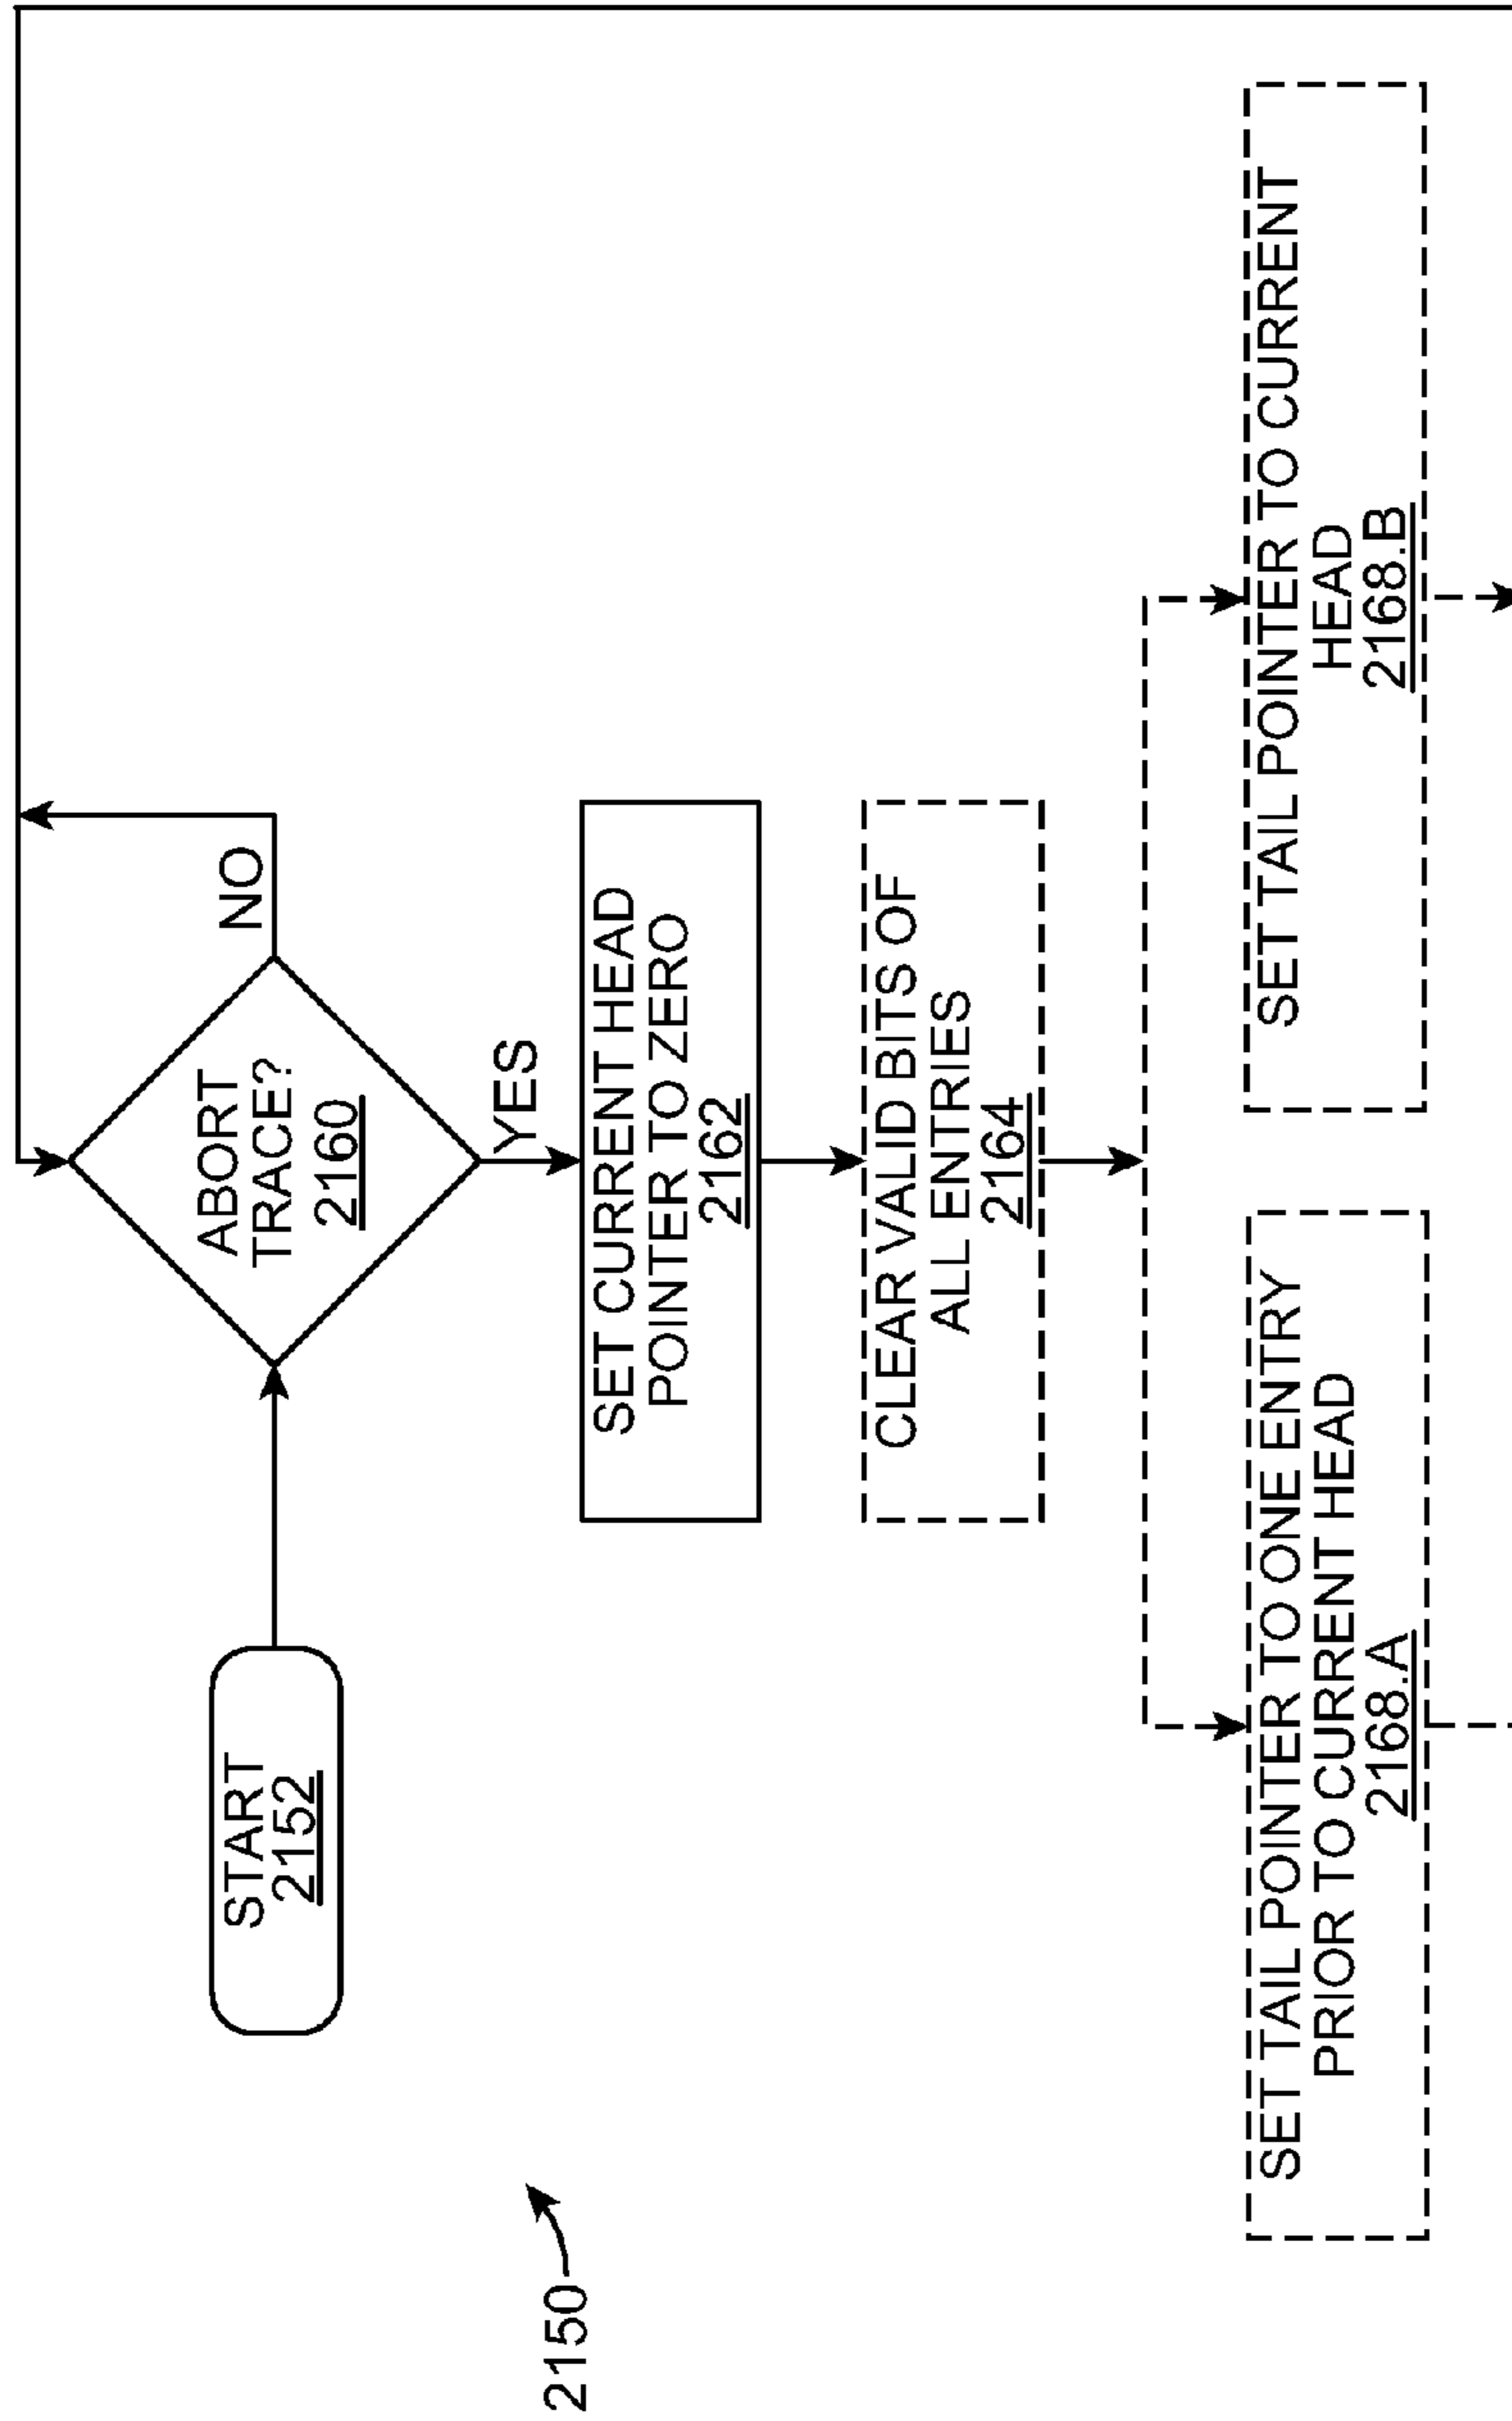 START
2152
ABORT
TRACE?
2160
NO
YES
SET CURRENT HEAD
POINTER TO ZERO
2162
CLEAR VALID BITS OF
ALL ENTRIES
2164
SET TAIL POINTER TO ONE ENTRY
PRIOR TO CURRENT HEAD
2168.A
SET TAIL POINTER TO CURRENT
HEAD
2168.B
2150